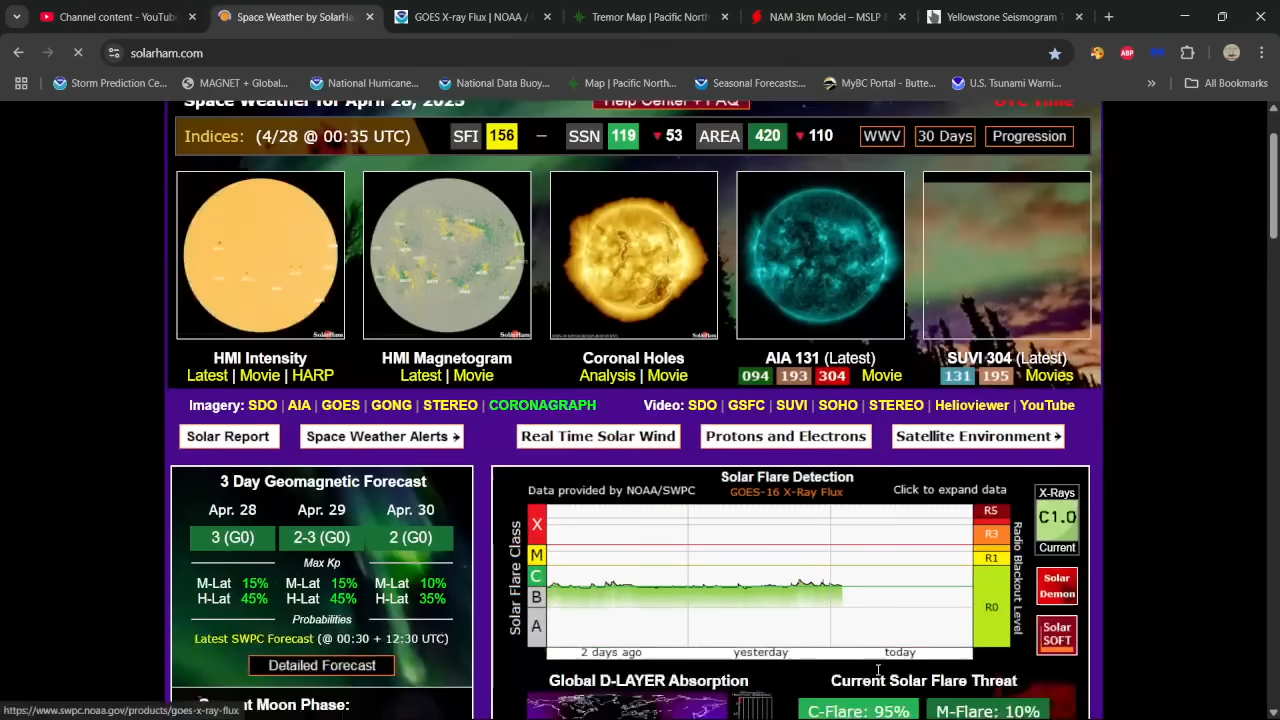 Channel content - YouTube
Space Weather by SolarHa
GOES X-ray Flux | NOAA /
Tremor Map | Pacific North
NAM 3km Model – MSLP &
Yellowstone Seismogram T
solarham.com
ABP
Storm Prediction Ce...
MAGNET + Global...
National Hurricane...
National Data Buoy...
Map | Pacific North...
Seasonal Forecasts:...
MyBC Portal - Butte...
U.S. Tsunami Warni...
All Bookmarks
Space Weather for April 28, 2025
Help Center + FAQ
UTC Time
Indices: (4/28 @ 00:35 UTC)
SFI 156 – SSN 119 ▼ 53 AREA 420 ▼ 110
WWV 30 Days Progression
SolarHam SolarHam SolarHam
HMI Intensity
Latest | Movie | HARP
HMI Magnetogram
Latest | Movie
Coronal Holes
Analysis | Movie
AIA 131 (Latest)
094 193 304 Movie
SUVI 304 (Latest)
131 195 Movies
Imagery: SDO | AIA | GOES | GONG | STEREO | CORONAGRAPH
Video: SDO | GSFC | SUVI | SOHO | STEREO | Helioviewer | YouTube
Solar Report
Space Weather Alerts
Real Time Solar Wind
Protons and Electrons
Satellite Environment
3 Day Geomagnetic Forecast
Apr. 28 Apr. 29 Apr. 30
3 (G0) 2-3 (G0) 2 (G0)
Max Kp
M-Lat 15% M-Lat 15% M-Lat 10%
H-Lat 45% H-Lat 45% H-Lat 35%
Probabilities
Latest SWPC Forecast (@ 00:30 + 12:30 UTC)
Detailed Forecast
Moon Phase:
Solar Flare Detection
Data provided by NOAA/SWPC
GOES-16 X-Ray Flux
Click to expand data
Solar Flare Class
X
M
C
B
A
R5
R3
R1
R0
Radio Blackout Level
2 days ago yesterday today
X-Rays
C1.0
Current
Solar
Demon
Solar
SOFT
Global D-LAYER Absorption
Current Solar Flare Threat
C-Flare: 95% M-Flare: 10%
https://www.swpc.noaa.gov/products/goes-x-ray-flux